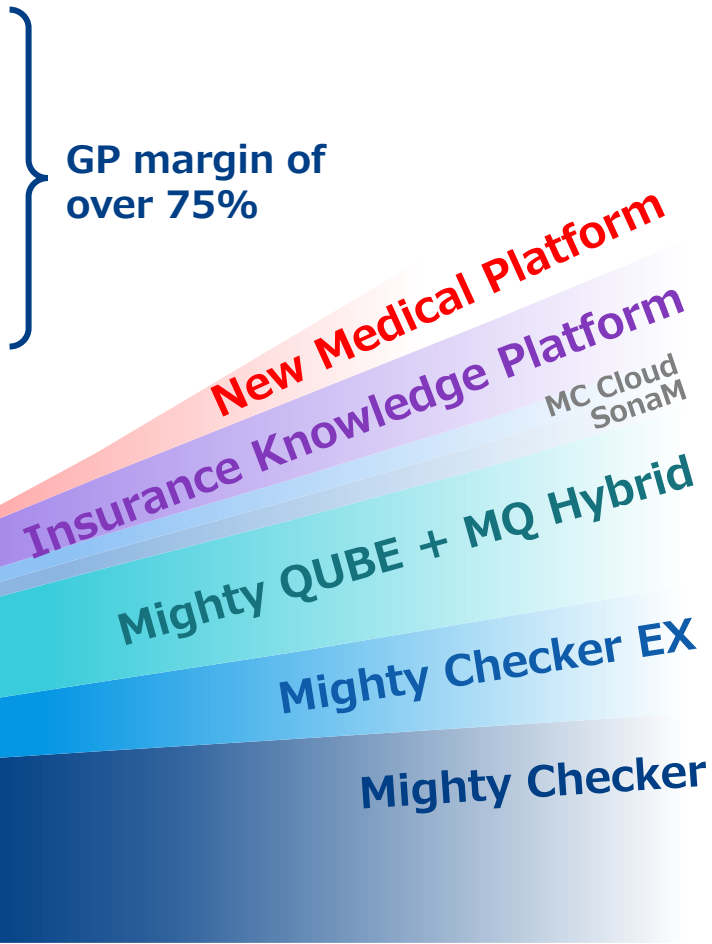 GP margin of
over 75%
New Medical Platform
Insurance Knowledge Platform
MC Cloud
SonaM
Mighty QUBE + MQ Hybrid
Mighty Checker EX
Mighty Checker